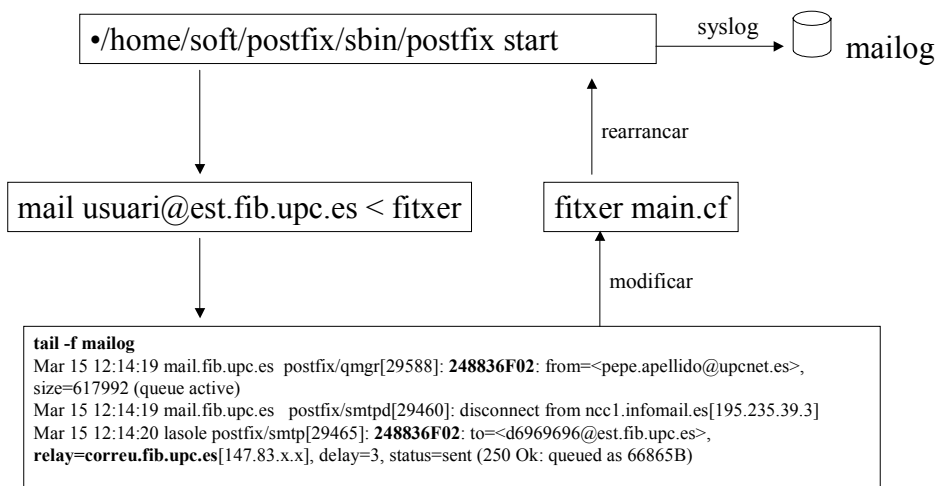 •/home/soft/postfix/sbin/postfix start
syslog
mailog
rearrancar
mail usuari@est.fib.upc.es < fitxer
fitxer main.cf
modificar
tail -f mailog
Mar 15 12:14:19 mail.fib.upc.es postfix/qmgr[29588]: 248836F02: from=<pepe.apellido@upcnet.es>,
size=617992 (queue active)
Mar 15 12:14:19 mail.fib.upc.es postfix/smtpd[29460]: disconnect from ncc1.infomail.es[195.235.39.3]
Mar 15 12:14:20 lasole postfix/smtp[29465]: 248836F02: to=<d6969696@est.fib.upc.es>,
relay=correu.fib.upc.es[147.83.x.x], delay=3, status=sent (250 Ok: queued as 66865B)